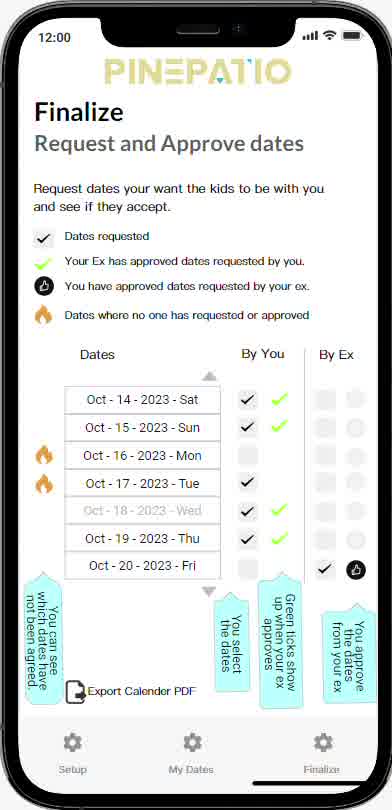 12:00
PINEPATIO
Finalize
Request and Approve dates
Request dates your want the kids to be with you
and see if they accept.
Dates requested
Your Ex has approved dates requested by you.
You have approved dates requested by your ex.
Dates where no one has requested or approved
Dates By You By Ex
Oct - 14 - 2023 - Sat
Oct - 15 - 2023 - Sun
Oct - 16 - 2023 - Mon
Oct - 17 - 2023 - Tue
Oct - 18 - 2023 - Wed
Oct - 19 - 2023 - Thu
Oct - 20 - 2023 - Fri
You can see
which dates have
not been agreed.
You select
the dates
Green ticks show
up when your ex
approves
You approve
the dates
from your ex
Export Calender PDF
Setup My Dates Finalize